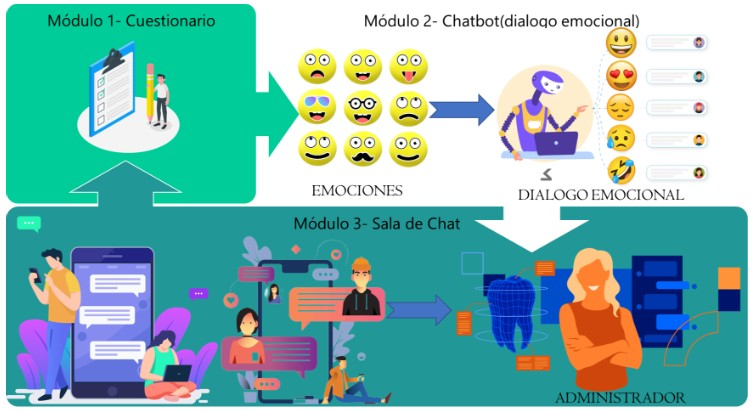 Módulo 1- Cuestionario
Módulo 2- Chatbot(dialogo emocional)
EMOCIONES
DIALOGO EMOCIONAL
Módulo 3- Sala de Chat
ADMINISTRADOR